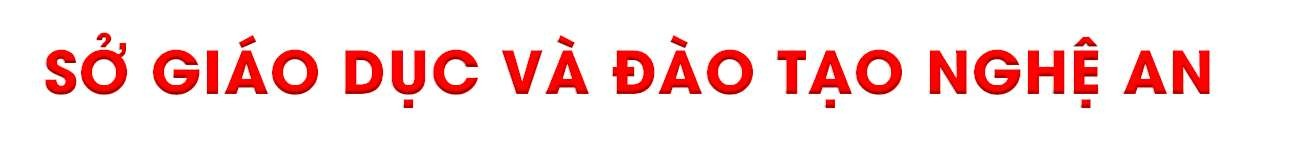 SỞ GIÁO DỤC VÀ ĐÀO TẠO NGHỆ AN